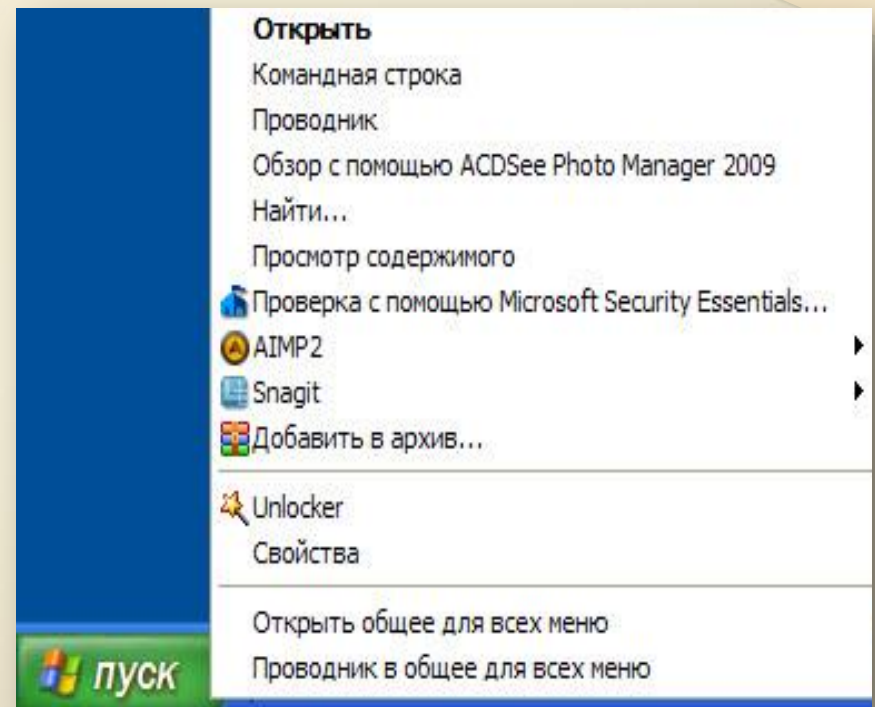 Открыть
Командная строка
Проводник
Обзор с помощью ACDSee Photo Manager 2009
Найти...
Просмотр содержимого
Проверка с помощью Microsoft Security Essentials...
AIMP2
Snagit
Добавить в архив...
Unlocker
Свойства
Открыть общее для всех меню
Проводник в общее для всех меню
пуск